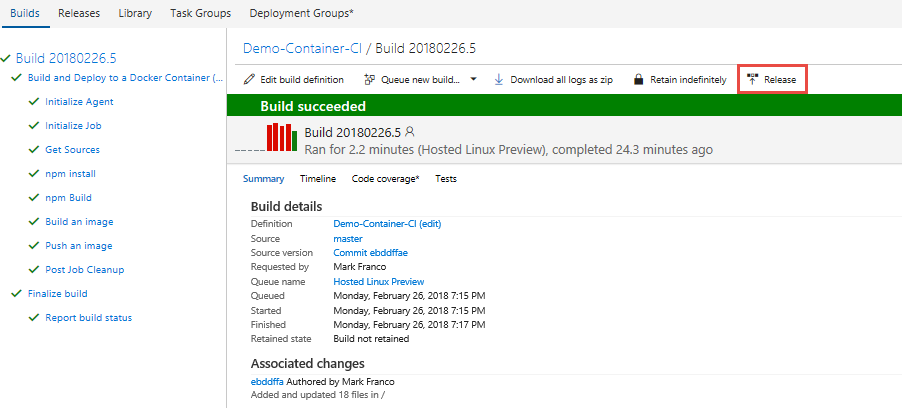 Builds Releases Library Task Groups Deployment Groups*
Build 20180226.5
Build and Deploy to a Docker Container (...
Initialize Agent
Initialize Job
Get Sources
npm install
npm Build
Build an image
Push an image
Post Job Cleanup
Finalize build
Report build status
Demo-Container-CI / Build 20180226.5
Edit build definition Queue new build... Download all logs as zip Retain indefinitely Release
Build succeeded
Build 20180226.5
Ran for 2.2 minutes (Hosted Linux Preview), completed 24.3 minutes ago
Summary Timeline Code coverage* Tests
Build details
Definition Demo-Container-CI (edit)
Source master
Source version Commit ebddffae
Requested by Mark Franco
Queue name Hosted Linux Preview
Queued Monday, February 26, 2018 7:15 PM
Started Monday, February 26, 2018 7:15 PM
Finished Monday, February 26, 2018 7:17 PM
Retained state Build not retained
Associated changes
ebddffa Authored by Mark Franco
Added and updated 18 files in /